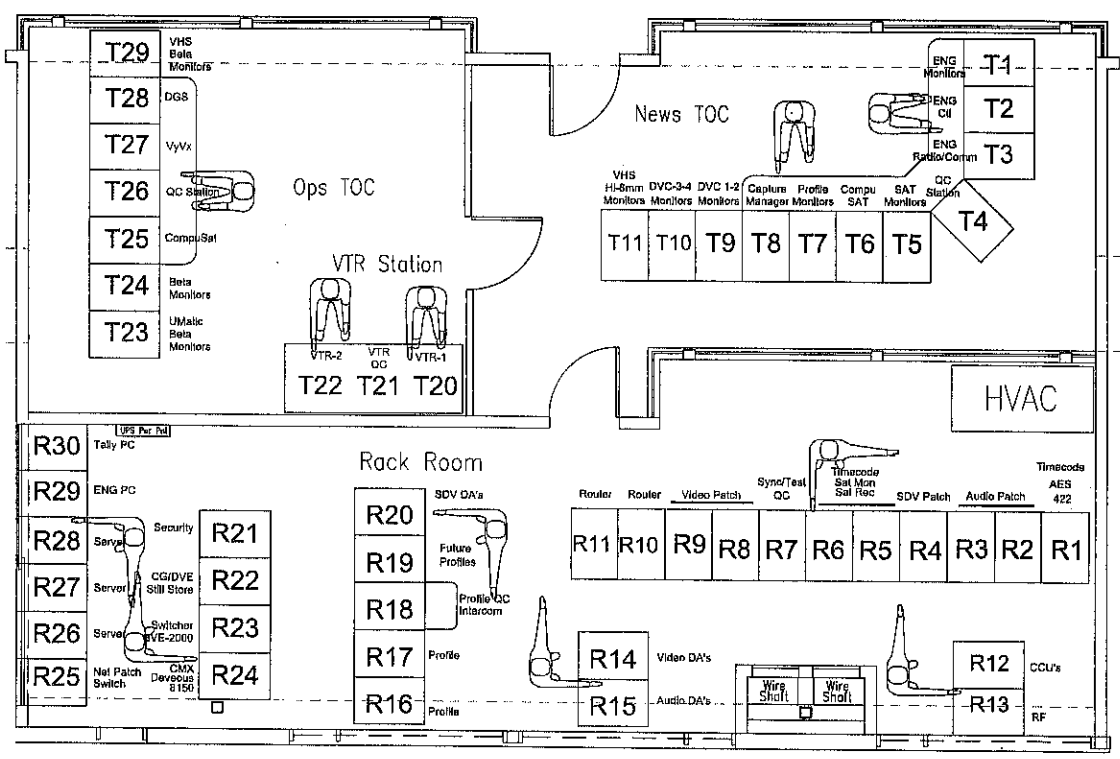 T29
VHS
Beta
Monitors
T28
DGS
T27
VyVx
T26
QC Station
T25
CompuSat
T24
Beta
Monitors
T23
UMatic
Beta
Monitors
Ops TOC
VTR Station
VTR-2
VTR
QC
VTR-1
T22
T21
T20
News TOC
ENG
Monitors
T1
ENG
Ctl
T2
ENG
Radio/Comm
T3
QC
Station
T4
VHS
Hi-8mm
Monitors
DVC-3-4
Monitors
DVC 1-2
Monitors
Capture
Manager
Profile
Monitors
Compu
SAT
SAT
Monitors
T11
T10
T9
T8
T7
T6
T5
HVAC
UPS Pwr Pnl
R30
Tally PC
R29
ENG PC
R28
Server
R27
Server
R26
Server
R25
Net Patch
Switch
Security
R21
CG/DVE
Still Store
R22
Switcher
DVE-2000
R23
CMX
Deveous
8150
R24
Rack Room
R20
SDV DA's
R19
Future
Profiles
R18
Profile QC
Intercom
R17
Profile
R16
Profile
Router
Router
Video Patch
Sync/Test
QC
Timecode
Sat Mon
Sat Rec
SDV Patch
Audio Patch
Timecode
AES
422
R11
R10
R9
R8
R7
R6
R5
R4
R3
R2
R1
R14
Video DA's
R15
Audio DA's
Wire
Shaft
Wire
Shaft
R12
CCU's
R13
RF